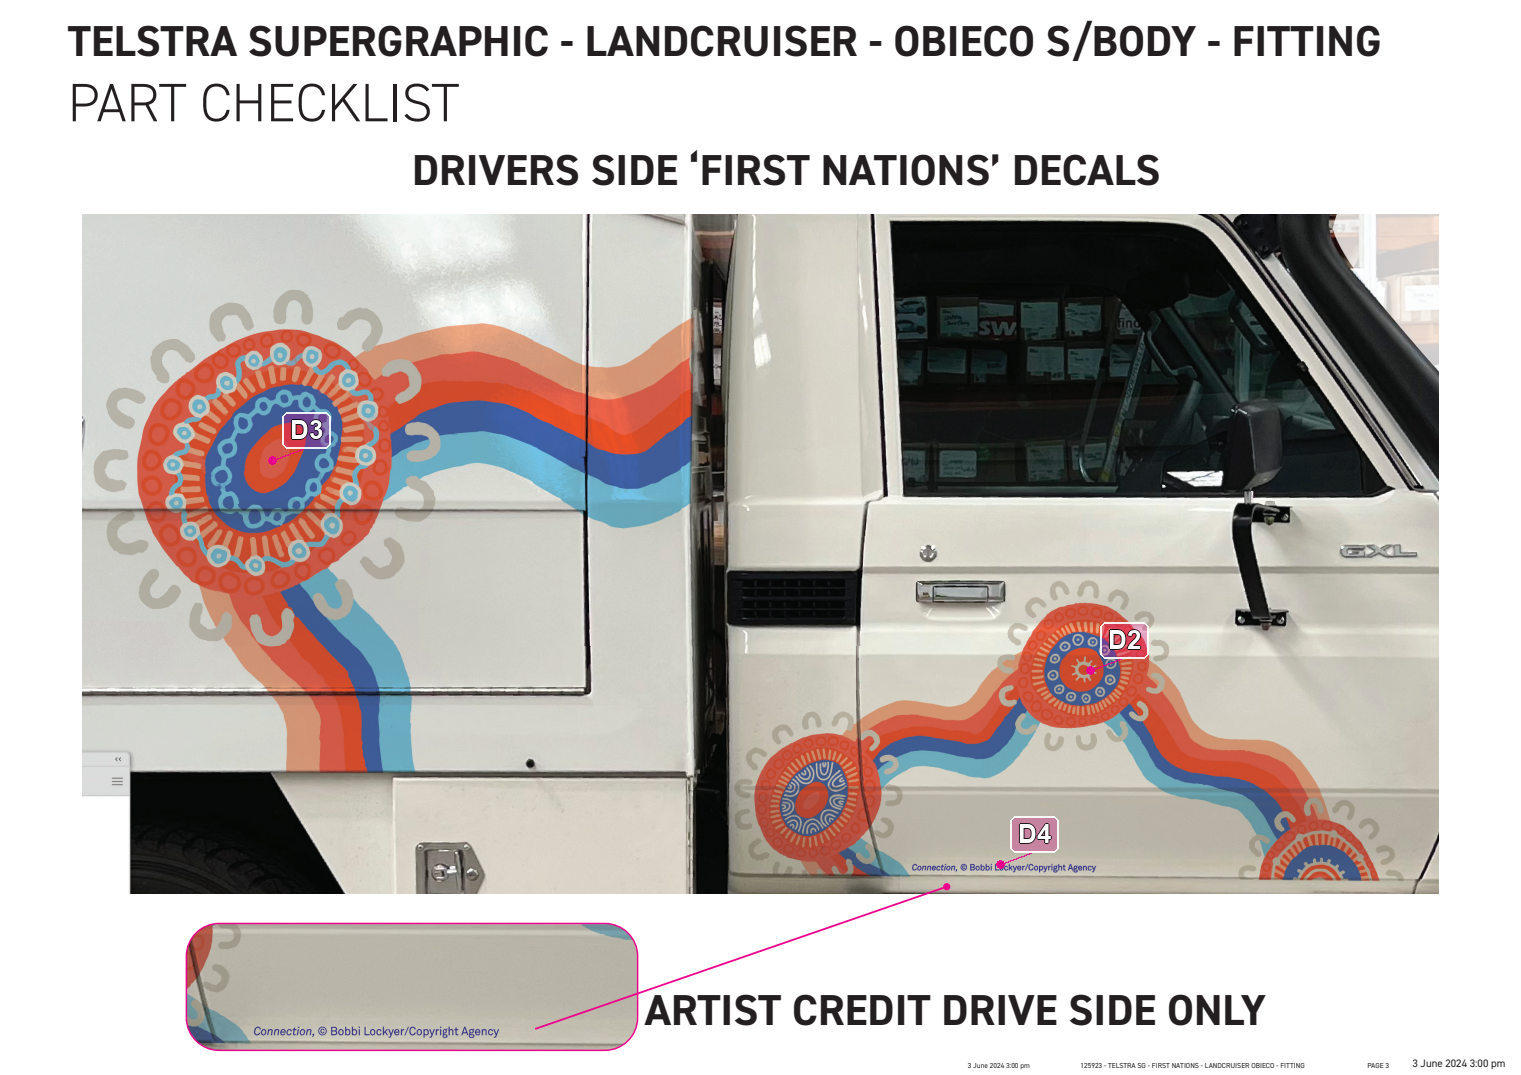 TELSTRA SUPERGRAPHIC - LANDCRUISER - OBIECO S/BODY - FITTING
PART CHECKLIST
DRIVERS SIDE ‘FIRST NATIONS’ DECALS
SW
D3
GXL
D2
D4
Connection, © Bobbi Lockyer/Copyright Agency
Connection, © Bobbi Lockyer/Copyright Agency
ARTIST CREDIT DRIVE SIDE ONLY
3 June 2024 3:00 pm
125923 - TELSTRA SG - FIRST NATIONS - LANDCRUISER OBIECO - FITTING
PAGE 3
3 June 2024 3:00 pm